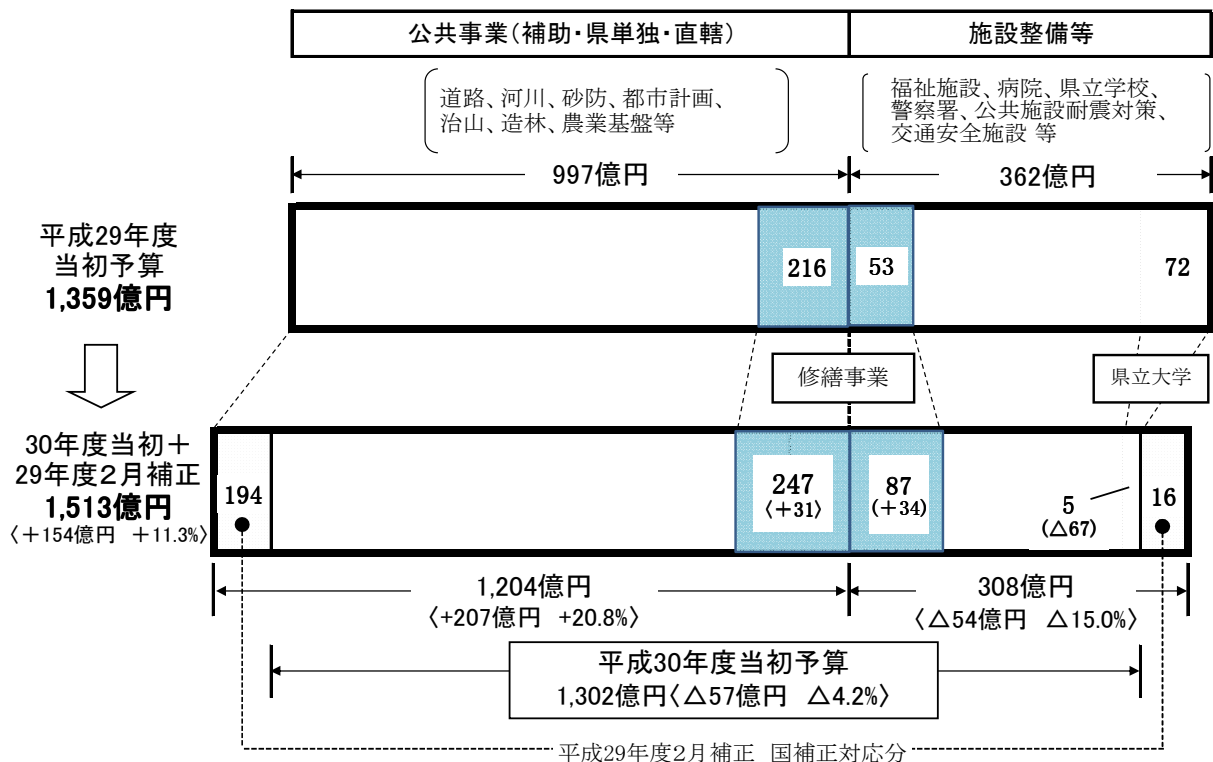 公共事業(補助・県単独・直轄)
施設整備等
道路、河川、砂防、都市計画、
治山、造林、農業基盤等
福祉施設、病院、県立学校、
警察署、公共施設耐震対策、
交通安全施設 等
997億円
362億円
平成29年度
当初予算
1,359億円
216
53
72
修繕事業
県立大学
30年度当初＋
29年度２月補正
1,513億円
〈＋154億円　＋11.3%〉
194
247
〈+31〉
87
(+34)
5
(△67)
16
1,204億円
〈+207億円　+20.8%〉
308億円
〈△54億円　△15.0%〉
平成30年度当初予算
1,302億円〈△57億円　△4.2%〉
平成29年度2月補正　国補正対応分